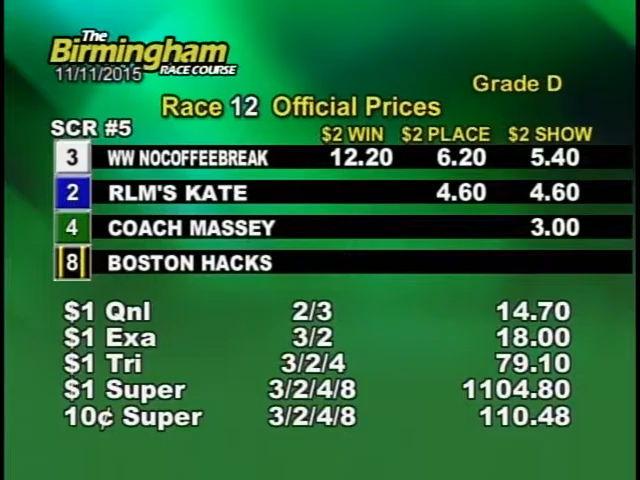 The
Birmingham
11/11/2015 RACE COURSE
Grade D
Race 12 Official Prices
SCR #5
$2 WIN $2 PLACE $2 SHOW
3 WW NOCOFFEEBREAK 12.20 6.20 5.40
2 RLM'S KATE 4.60 4.60
4 COACH MASSEY 3.00
8 BOSTON HACKS
$1 Qnl 2/3 14.70
$1 Exa 3/2 18.00
$1 Tri 3/2/4 79.10
$1 Super 3/2/4/8 1104.80
10¢ Super 3/2/4/8 110.48